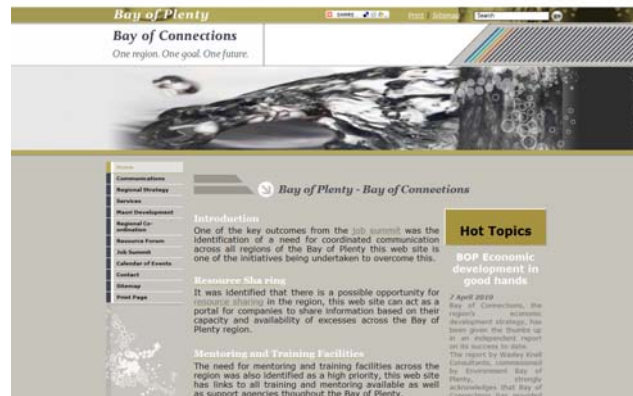 Bay of Plenty
SHARE
Print | Sitemap
Search
Bay of Connections
One region. One goal. One future.
Home
Communications
Regional Strategy
Services
Maori Development
Regional Co-
ordination
Resource Forum
Job Summit
Calendar of Events
Contact
Sitemap
Print Page
Bay of Plenty - Bay of Connections
Introduction
One of the key outcomes from the job summit was the
identification of a need for coordinated communication
across all regions of the Bay of Plenty this web site is
one of the initiatives being undertaken to overcome this.
Resource Sha ring
It was identified that there is a possible opportunity for
resource sharing in the region, this web site can act as a
portal for companies to share information based on their
capacity and availability of excesses across the Bay of
Plenty region.
Mentoring and Training Facilities
The need for mentoring and training facilities across the
region was also identified as a high priority, this web site
has links to all training and mentoring available as well
as support agencies thoughout the Bay of Plenty.
Hot Topics
BOP Economic
development in
good hands
7 April 2010
Bay of Connections, the
region's economic
development strategy, has
been given the thumbs up
in an independent report
on its success to date.
The report by Waxley Knell
Consultants, commissioned
by Environment Bay of
Plenty, strongly
acknowledges that Bay of
Connections has provided